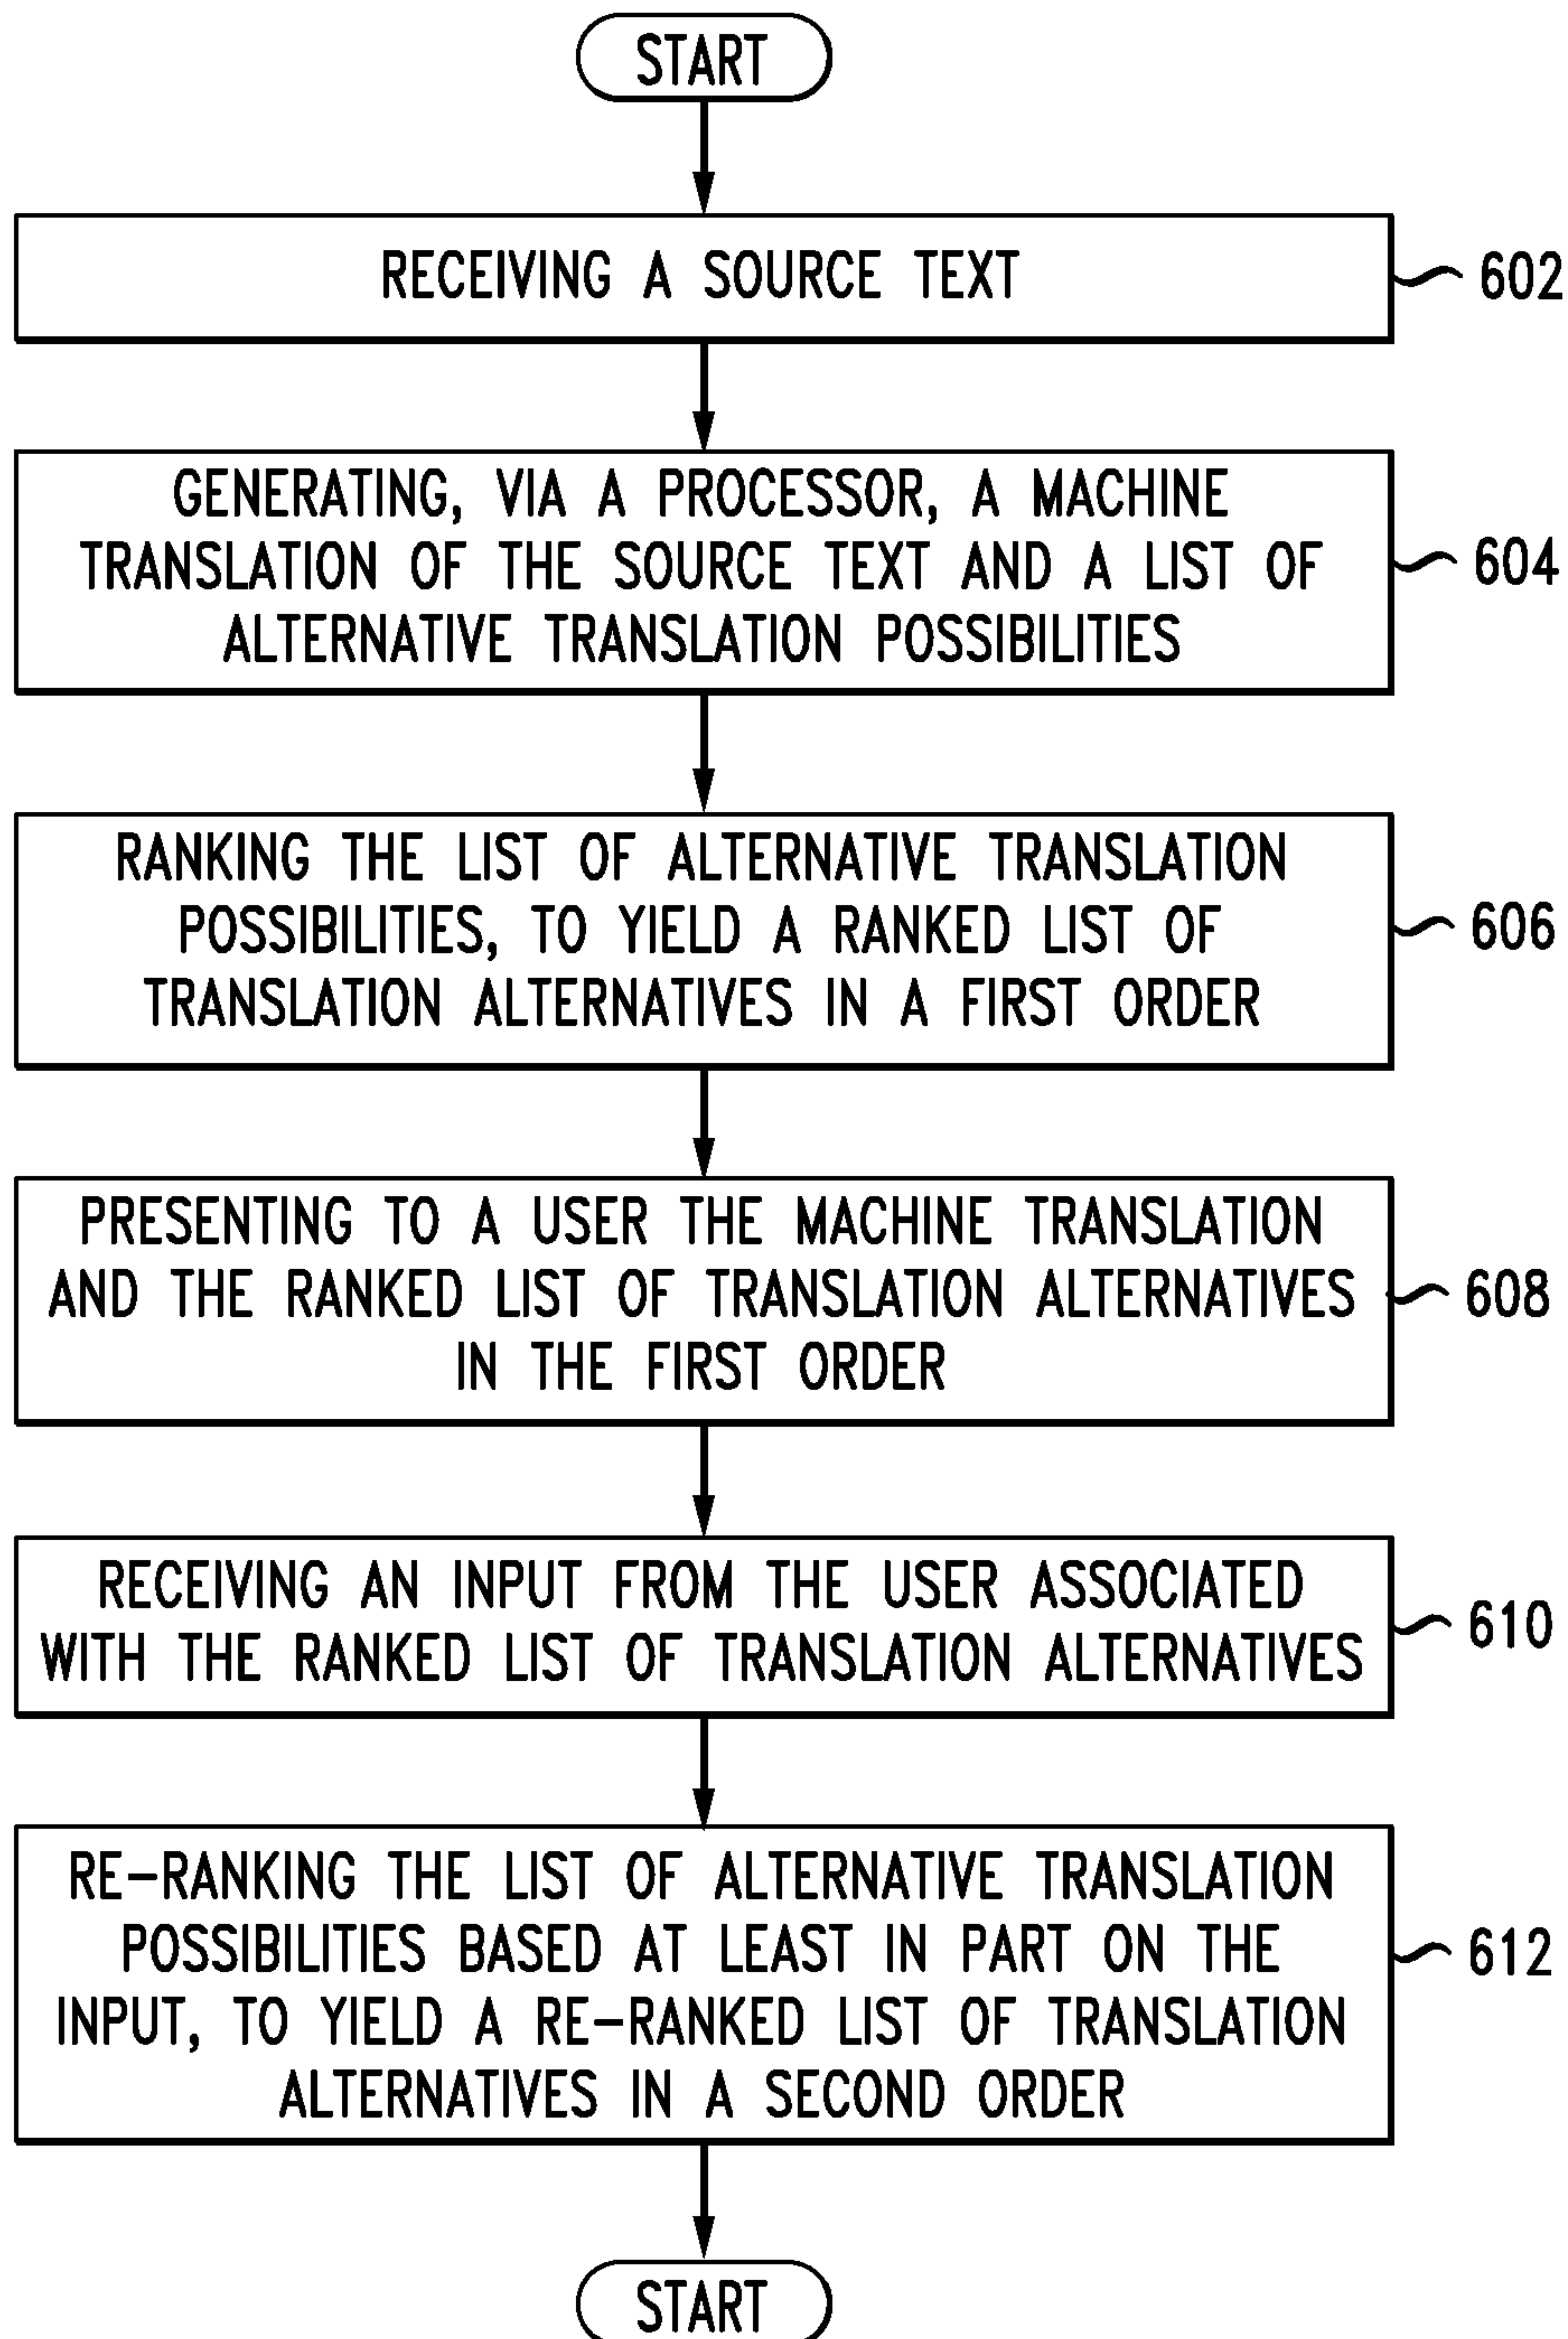 START
RECEIVING A SOURCE TEXT
602
GENERATING, VIA A PROCESSOR, A MACHINE
TRANSLATION OF THE SOURCE TEXT AND A LIST OF
ALTERNATIVE TRANSLATION POSSIBILITIES
604
RANKING THE LIST OF ALTERNATIVE TRANSLATION
POSSIBILITIES, TO YIELD A RANKED LIST OF
TRANSLATION ALTERNATIVES IN A FIRST ORDER
606
PRESENTING TO A USER THE MACHINE TRANSLATION
AND THE RANKED LIST OF TRANSLATION ALTERNATIVES
IN THE FIRST ORDER
608
RECEIVING AN INPUT FROM THE USER ASSOCIATED
WITH THE RANKED LIST OF TRANSLATION ALTERNATIVES
610
RE-RANKING THE LIST OF ALTERNATIVE TRANSLATION
POSSIBILITIES BASED AT LEAST IN PART ON THE
INPUT, TO YIELD A RE-RANKED LIST OF TRANSLATION
ALTERNATIVES IN A SECOND ORDER
612
START